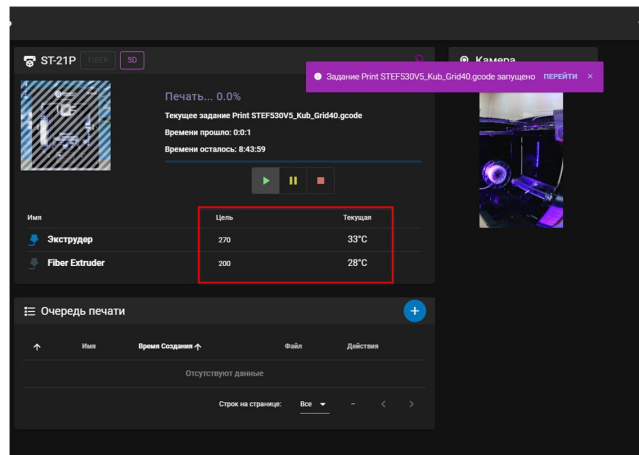 ST-21P FIBER SD
Камера
Задание Print STEF530V5_Kub_Grid40.gcode запущено ПЕРЕЙТИ ×
Печать... 0.0%
Текущее задание Print STEF530V5_Kub_Grid40.gcode
Времени прошло: 0:0:1
Времени осталось: 8:43:59
Имя Цель Текущая
Экструдер 270 33°C
Fiber Extruder 200 28°C
Очередь печати
Имя Время Создания Файл Действия
Отсутствуют данные
Строк на странице: Все –